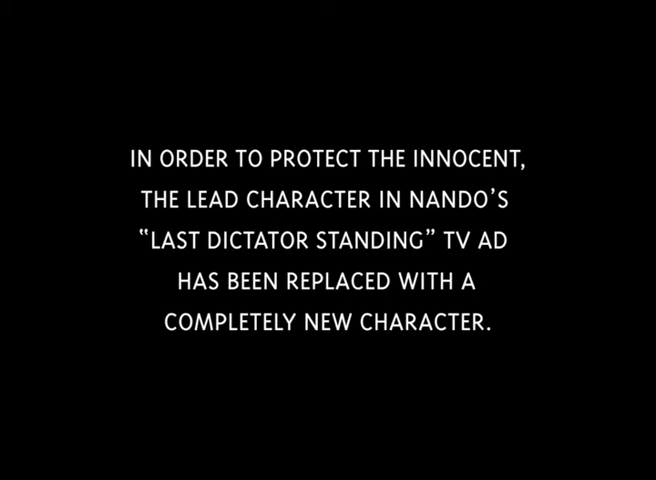 IN ORDER TO PROTECT THE INNOCENT,
THE LEAD CHARACTER IN NANDO’S
“LAST DICTATOR STANDING” TV AD
HAS BEEN REPLACED WITH A
COMPLETELY NEW CHARACTER.